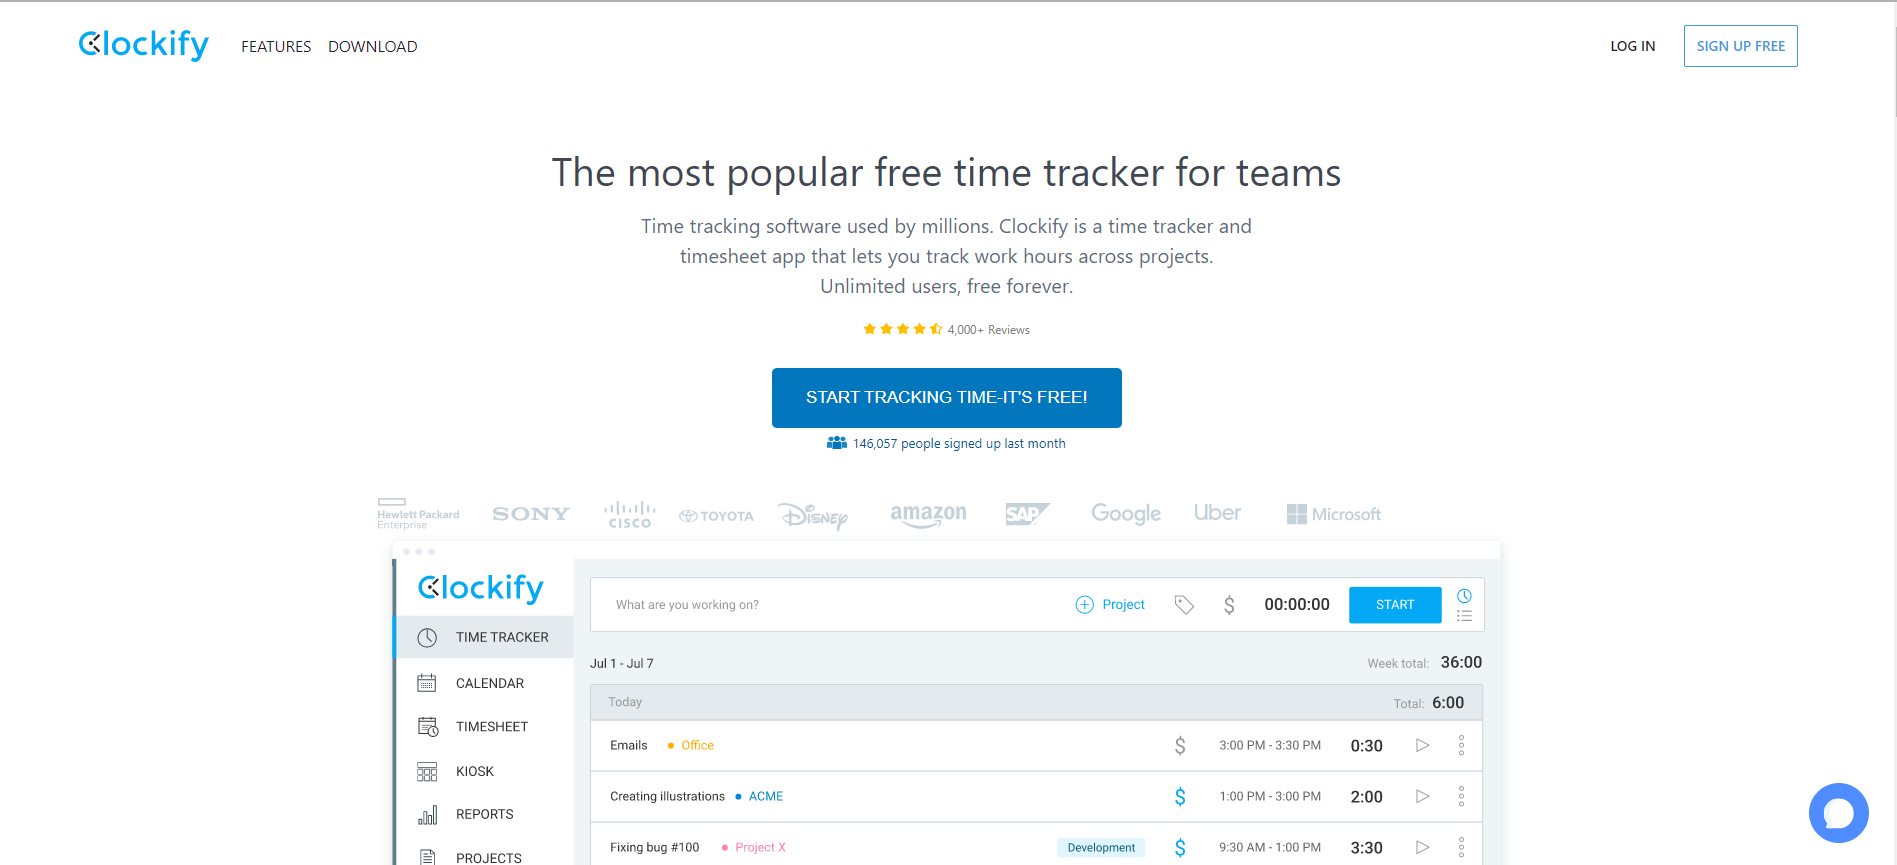 Clockify FEATURES DOWNLOAD LOG IN SIGN UP FREE
The most popular free time tracker for teams
Time tracking software used by millions. Clockify is a time tracker and
timesheet app that lets you track work hours across projects.
Unlimited users, free forever.
4,000+ Reviews
START TRACKING TIME-IT'S FREE!
146,057 people signed up last month
Hewlett Packard
Enterprise
SONY
CISCO
TOYOTA
Disney
amazon
SAP
Google
Uber
Microsoft
Clockify
TIME TRACKER
CALENDAR
TIMESHEET
KIOSK
REPORTS
PROJECTS
What are you working on? Project $ 00:00:00 START
Jul 1 - Jul 7 Week total: 36:00
Today Total: 6:00
Emails • Office $ 3:00 PM - 3:30 PM 0:30
Creating illustrations • ACME $ 1:00 PM - 3:00 PM 2:00
Fixing bug #100 • Project X Development $ 9:30 AM - 1:00 PM 3:30